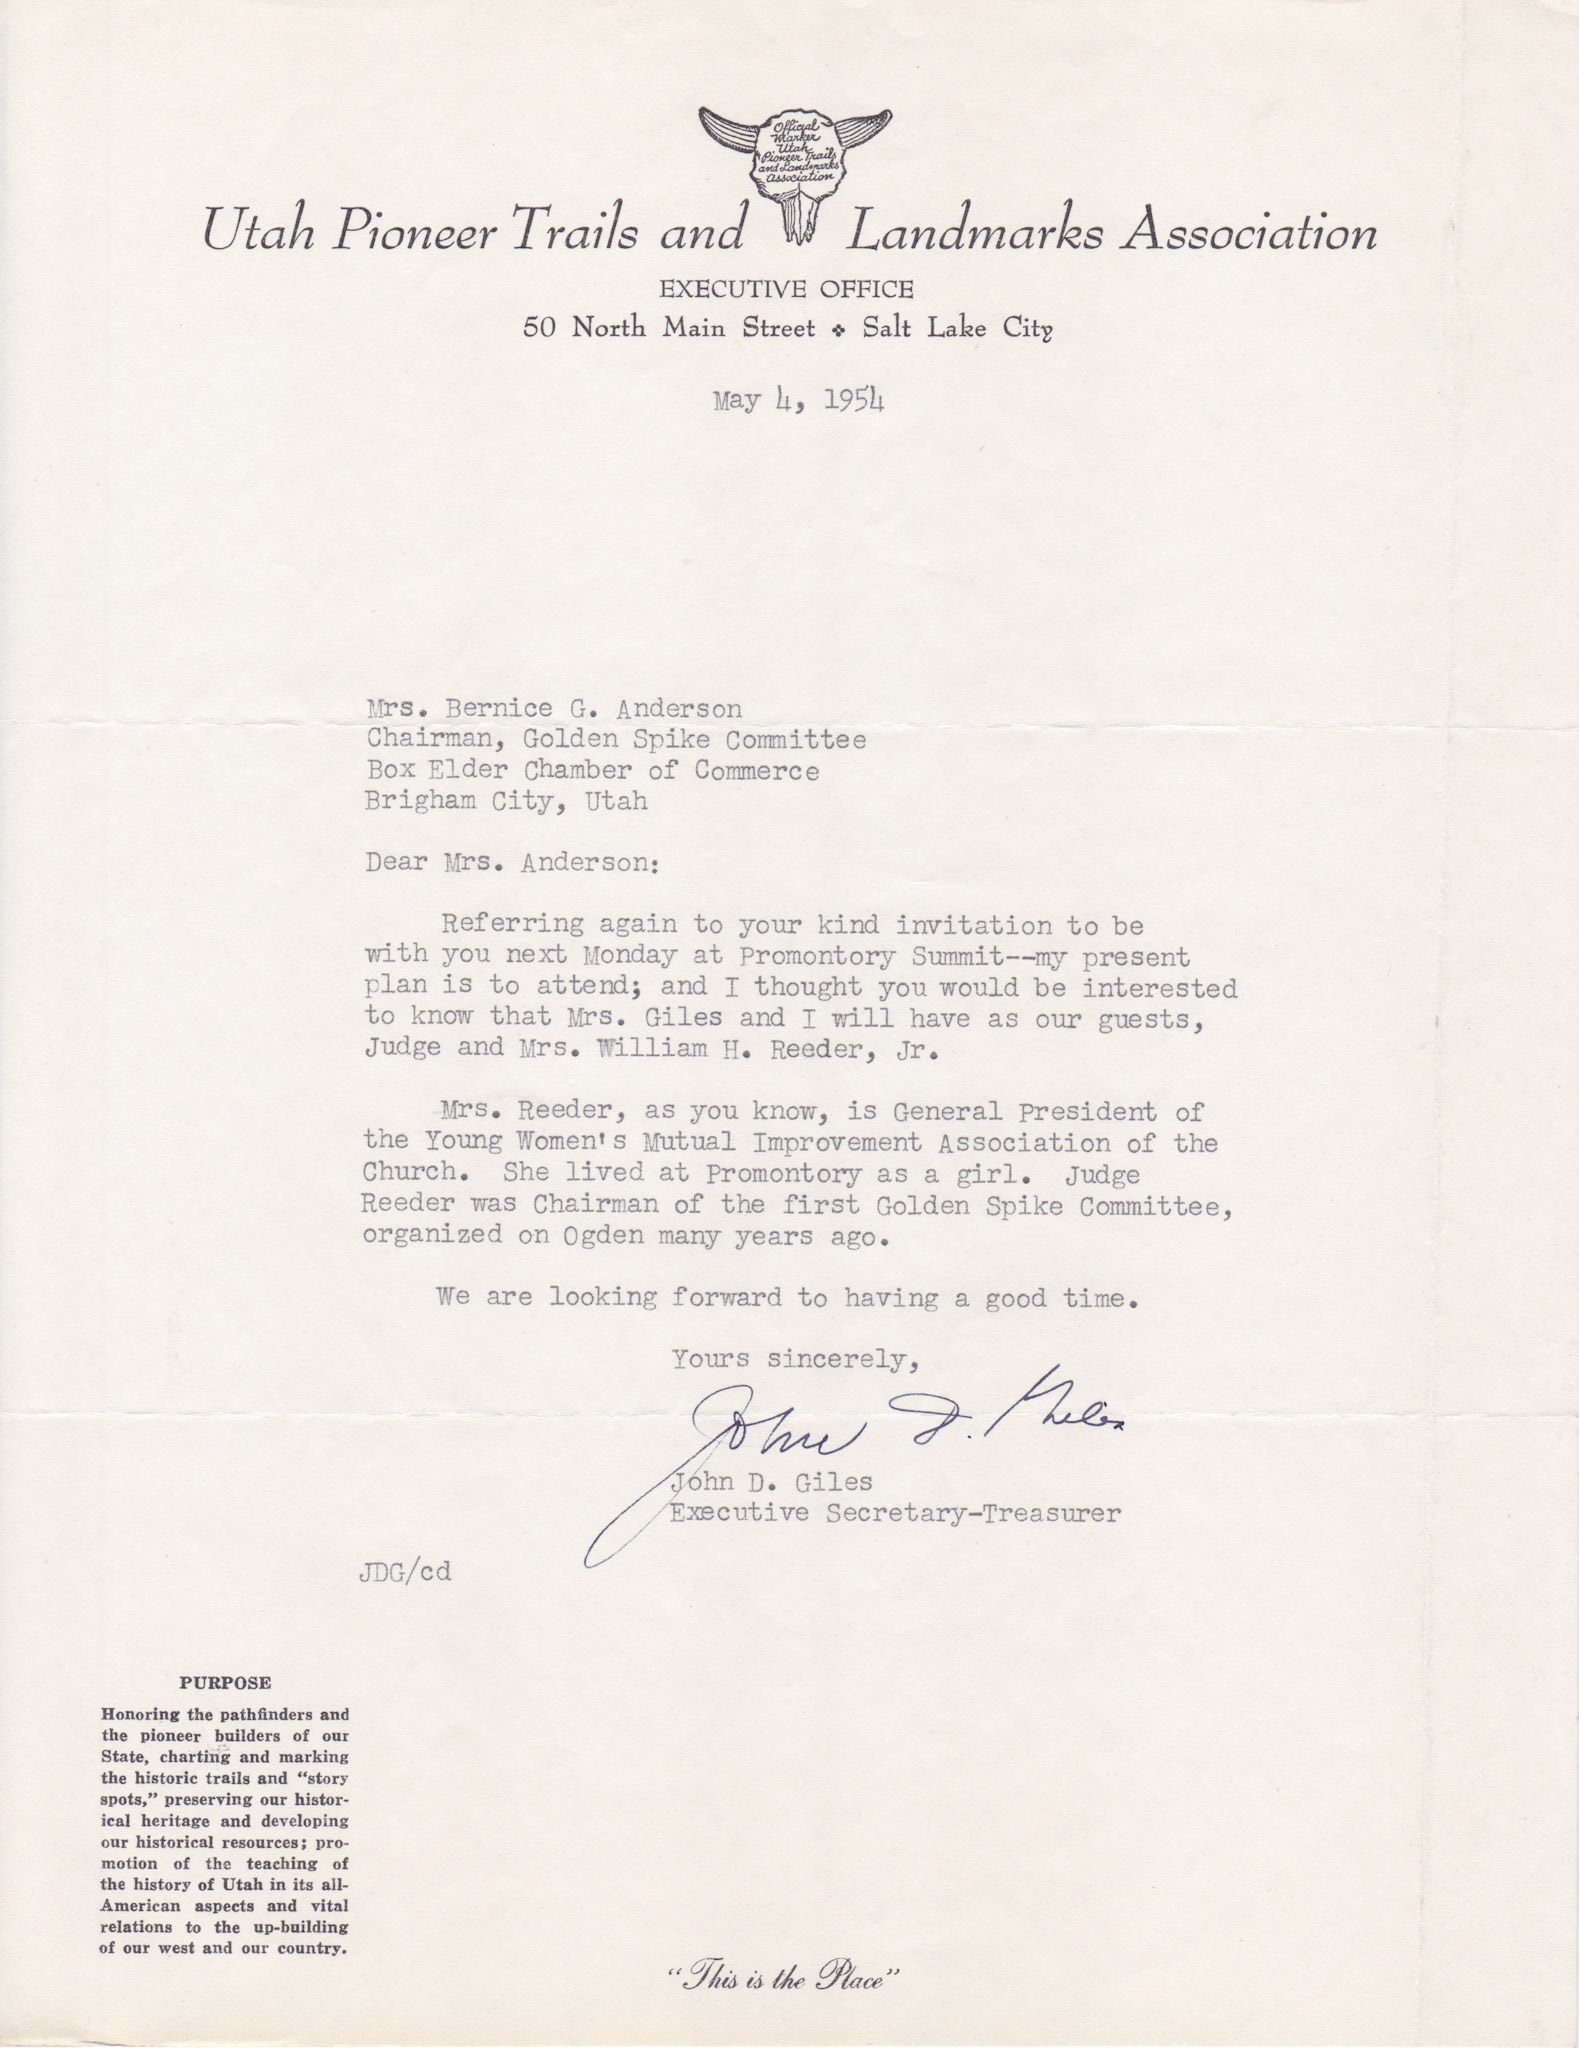 Official
Marker
Utah
Pioneer Trails
and Landmarks
Association
Utah Pioneer Trails and Landmarks Association
EXECUTIVE OFFICE
50 North Main Street ❖ Salt Lake City
May 4, 1954
Mrs. Bernice G. Anderson
Chairman, Golden Spike Committee
Box Elder Chamber of Commerce
Brigham City, Utah
Dear Mrs. Anderson:
Referring again to your kind invitation to be
with you next Monday at Promontory Summit--my present
plan is to attend; and I thought you would be interested
to know that Mrs. Giles and I will have as our guests,
Judge and Mrs. William H. Reeder, Jr.
Mrs. Reeder, as you know, is General President of
the Young Women's Mutual Improvement Association of the
Church. She lived at Promontory as a girl. Judge
Reeder was Chairman of the first Golden Spike Committee,
organized on Ogden many years ago.
We are looking forward to having a good time.
Yours sincerely,
John D. Giles
John D. Giles
Executive Secretary-Treasurer
JDG/cd
PURPOSE
Honoring the pathfinders and
the pioneer builders of our
State, charting and marking
the historic trails and "story
spots," preserving our histor-
ical heritage and developing
our historical resources; pro-
motion of the teaching of
the history of Utah in its all-
American aspects and vital
relations to the up-building
of our west and our country.
"This is the Place"